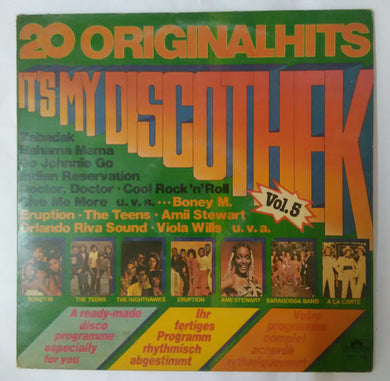 20 ORIGINALHITS
IT'S MY DISCOTHEK
Zabadak
Bahama Mama
Go Johnnie Go
Indian Reservation
Doctor, Doctor · Cool Rock'n'Roll
Give Me More u. v. a. ··· Boney M.
Eruption · The Teens · Amii Stewart
Orlando Riva Sound · Viola Wills u. v. a.
Vol. 5
BONEY M. THE TEENS THE NIGHTHAWKS ERUPTION AMII STEWART SARAGOSSA BAND A LA CARTE
A ready-made
disco
programme
especially
for you
Ihr
fertiges
Programm
rhythmisch
abgestimmt
Votre
programme
complet
accordé
rythmiquement